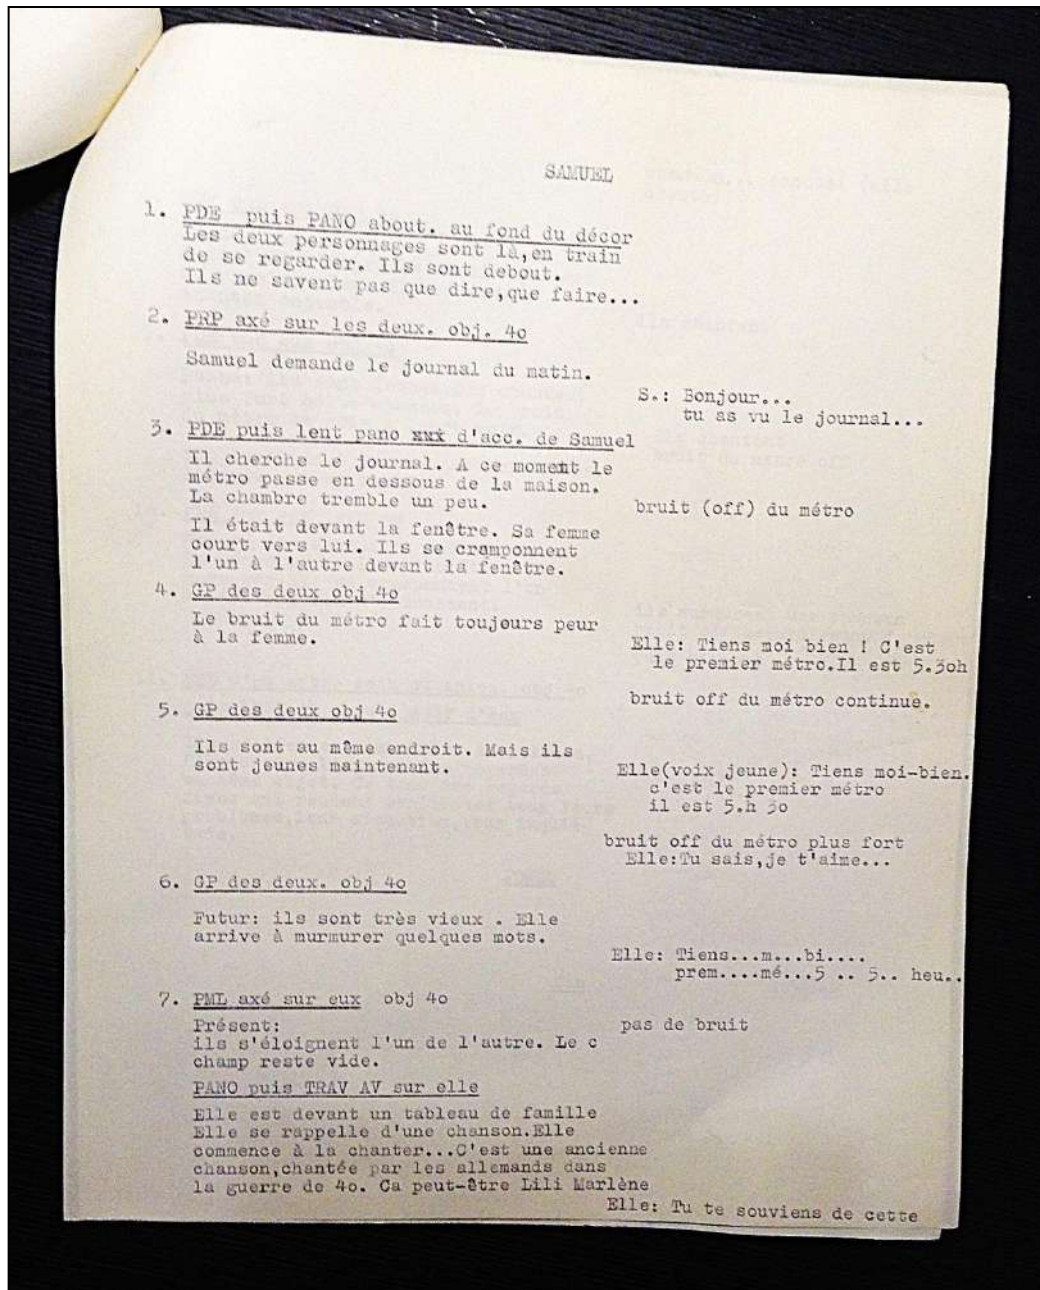 SAMUEL
1. PDE puis PANO about. au fond du décor
Les deux personnages sont là,en train
de se regarder. Ils sont debout.
Ils ne savent pas que dire,que faire...
2. PRP axé sur les deux. obj. 4o
Samuel demande le journal du matin.
S.: Bonjour...
tu as vu le journal...
3. PDE puis lent pano xxx d'acc. de Samuel
Il cherche le journal. A ce moment le
métro passe en dessous de la maison.
La chambre tremble un peu.
bruit (off) du métro
Il était devant la fenêtre. Sa femme
court vers lui. Ils se cramponnent
l'un à l'autre devant la fenêtre.
4. GP des deux obj 4o
Le bruit du métro fait toujours peur
à la femme.
Elle: Tiens moi bien ! C'est
le premier métro.Il est 5.3oh
bruit off du métro continue.
5. GP des deux obj 4o
Ils sont au même endroit. Mais ils
sont jeunes maintenant.
Elle(voix jeune): Tiens moi-bien.
c'est le premier métro
il est 5.h 3o
bruit off du métro plus fort
Elle:Tu sais,je t'aime...
6. GP des deux. obj 4o
Futur: ils sont très vieux . Elle
arrive à murmurer quelques mots.
Elle: Tiens...m...bi....
prem....mé...5 .. 5.. heu..
7. PML axé sur eux obj 4o
Présent:
pas de bruit
ils s'éloignent l'un de l'autre. Le c
champ reste vide.
PANO puis TRAV AV sur elle
Elle est devant un tableau de famille
Elle se rappelle d'une chanson.Elle
commence à la chanter...C'est une ancienne
chanson,chantée par les allemands dans
la guerre de 4o. Ca peut-être Lili Marlène
Elle: Tu te souviens de cette